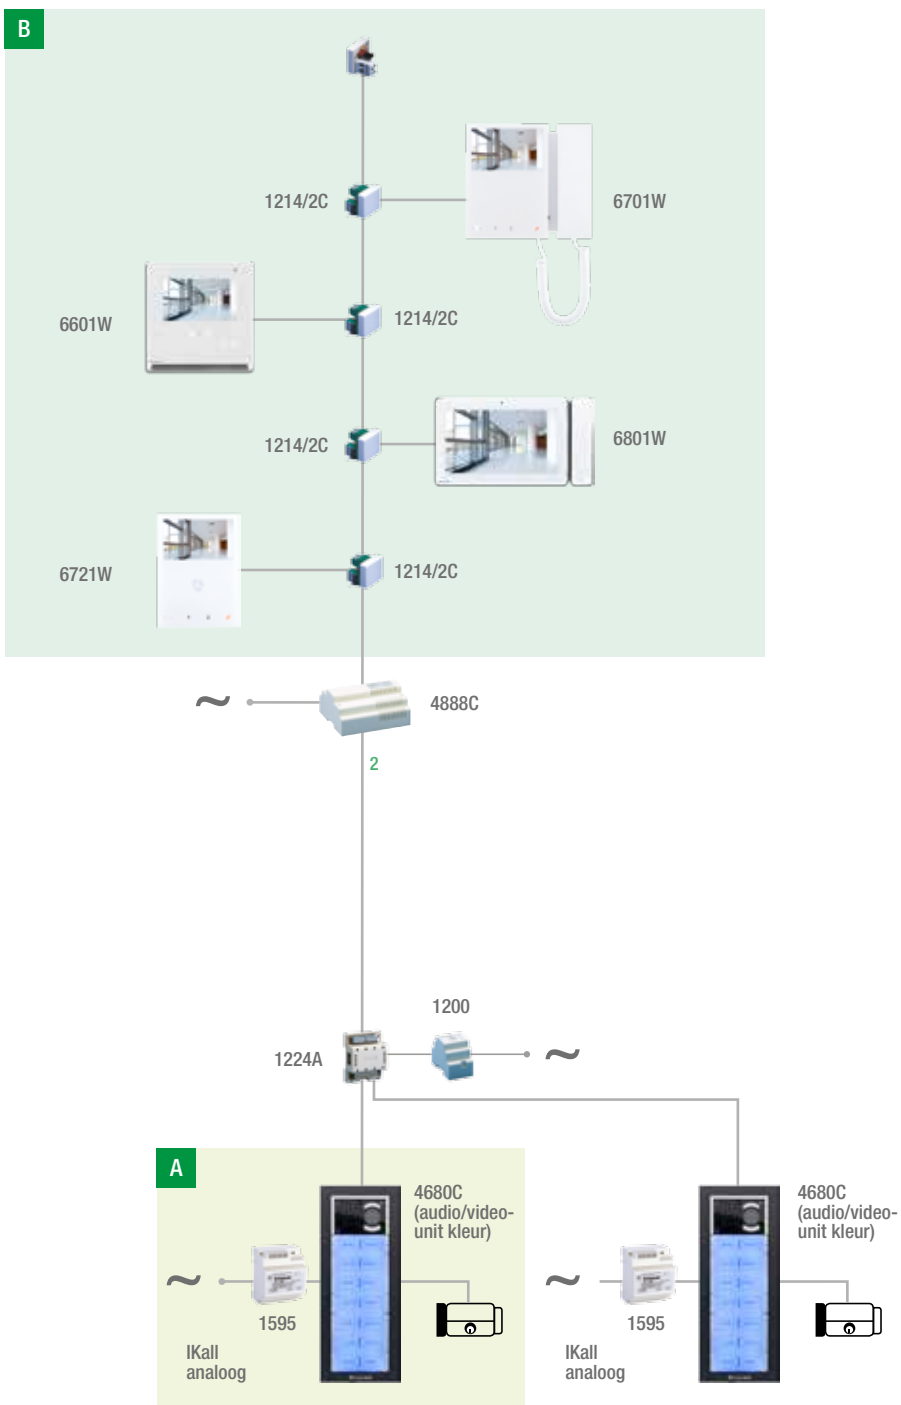 B
1214/2C
6701W
6601W
1214/2C
1214/2C
6801W
6721W
1214/2C
4888C
2
1200
1224A
A
4680C
(audio/video-
unit kleur)
4680C
(audio/video-
unit kleur)
1595
1595
IKall
analoog
IKall
analoog